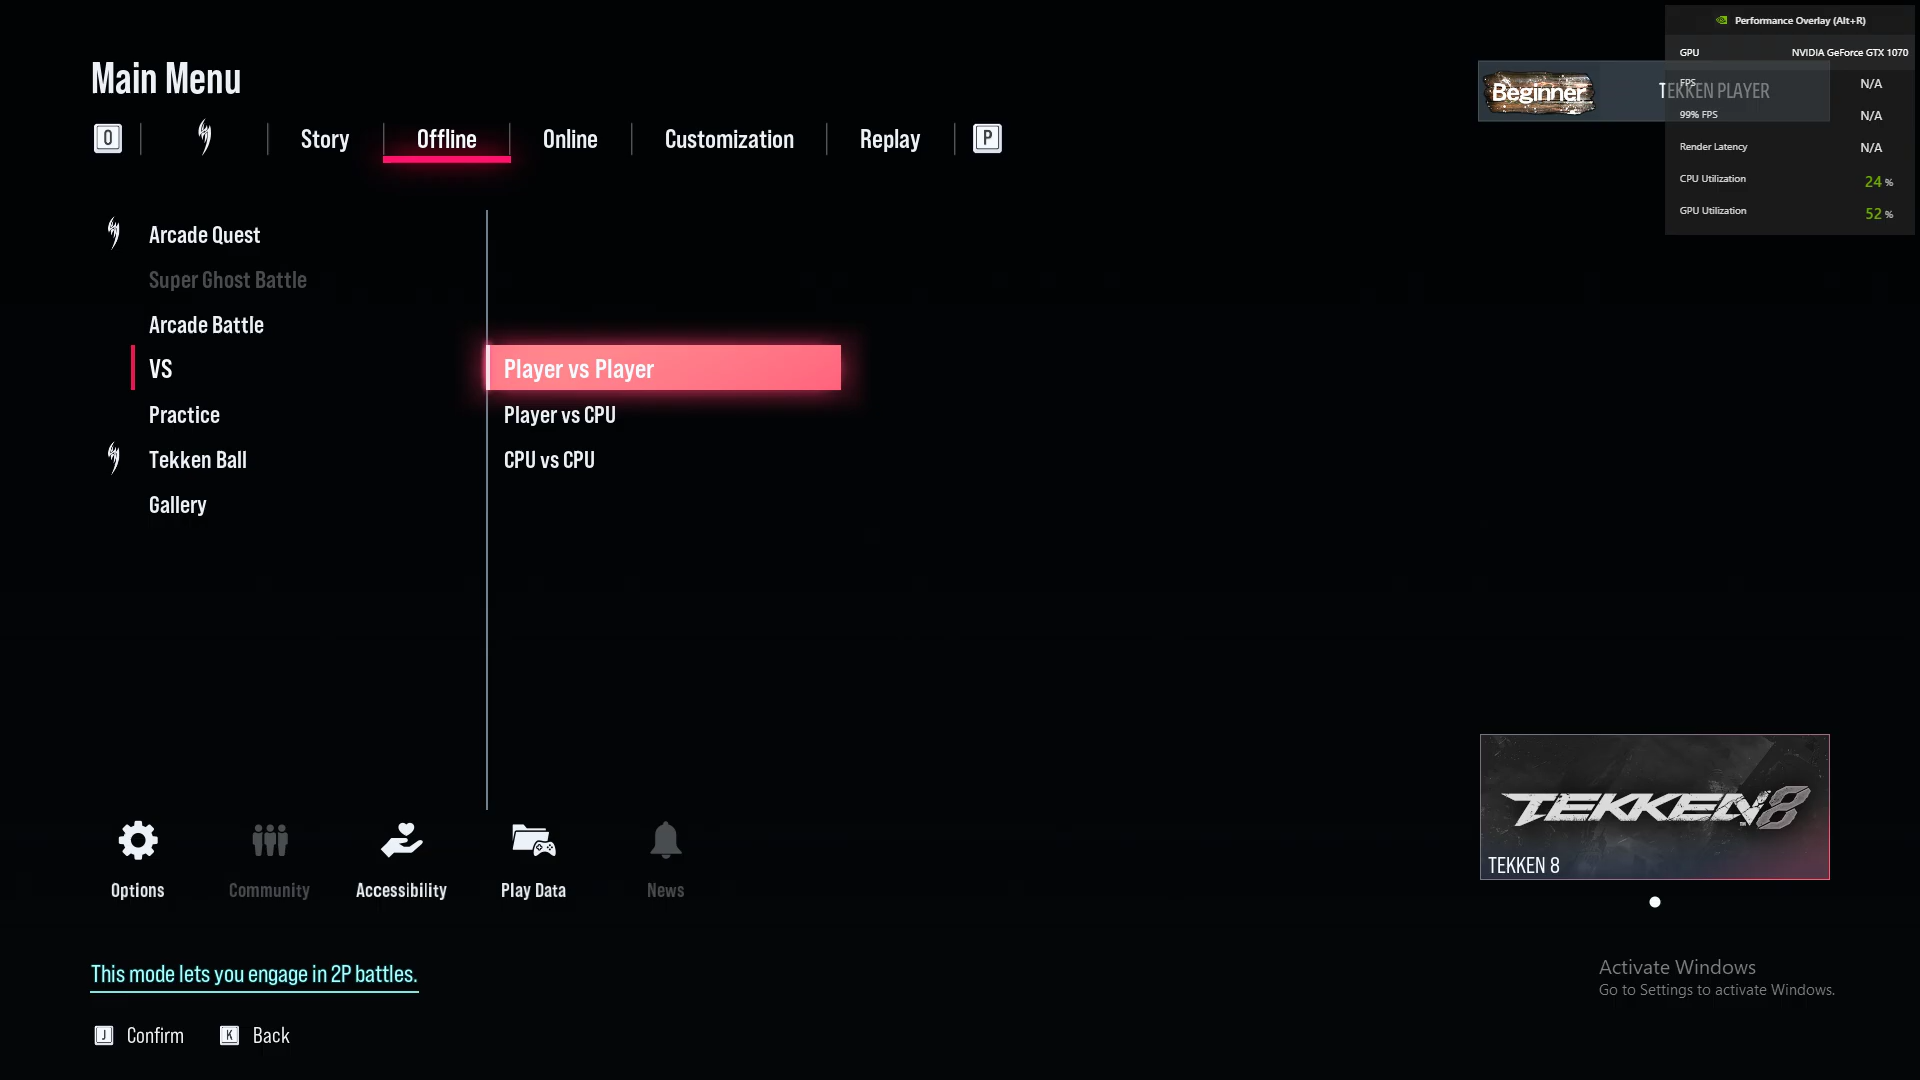 Performance Overlay (Alt+R)
GPU NVIDIA GeForce GTX 1070
Main Menu
Beginner TEKKEN PLAYER
FPS N/A
99% FPS N/A
O Story Offline Online Customization Replay P
Render Latency N/A
CPU Utilization 24 %
GPU Utilization 52 %
Arcade Quest
Super Ghost Battle
Arcade Battle
VS
Practice
Tekken Ball
Gallery
Player vs Player
Player vs CPU
CPU vs CPU
TEKKEN 8
TEKKEN 8
Options Community Accessibility Play Data News
This mode lets you engage in 2P battles.
Activate Windows
Go to Settings to activate Windows.
J Confirm K Back